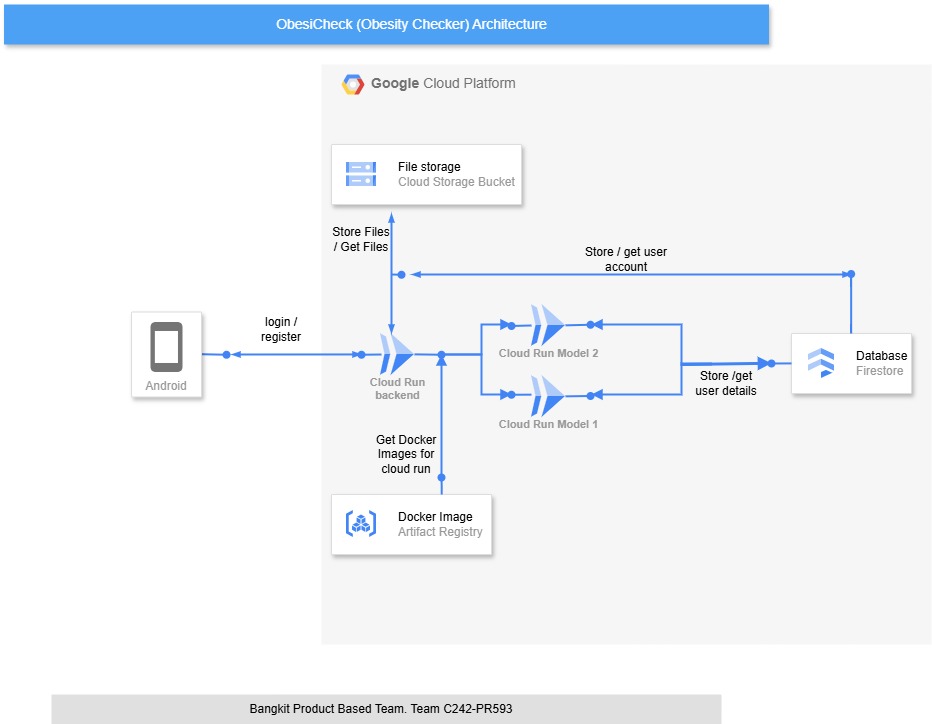 ObesiCheck (Obesity Checker) Architecture
Google Cloud Platform
File storage
Cloud Storage Bucket
Store Files
/ Get Files
Store / get user
account
login /
register
Android
Cloud Run
backend
Cloud Run Model 2
Cloud Run Model 1
Store /get
user details
Database
Firestore
Get Docker
Images for
cloud run
Docker Image
Artifact Registry
Bangkit Product Based Team. Team C242-PR593